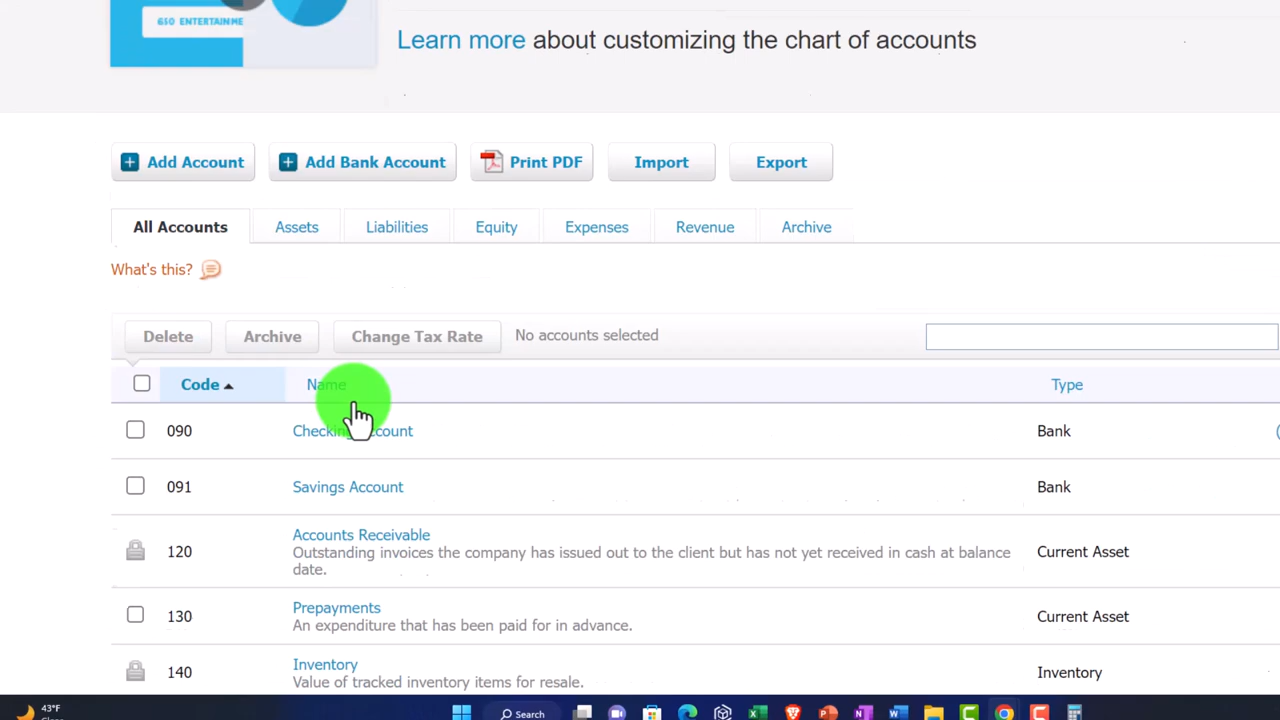 650 ENTERTAINME
Learn more about customizing the chart of accounts
Add Account
Add Bank Account
Print PDF
Import
Export
All Accounts
Assets
Liabilities
Equity
Expenses
Revenue
Archive
What's this?
Delete
Archive
Change Tax Rate
No accounts selected
Code
Name
Type
090
Checking Account
Bank
091
Savings Account
Bank
120
Accounts Receivable
Outstanding invoices the company has issued out to the client but has not yet received in cash at balance
date.
Current Asset
130
Prepayments
An expenditure that has been paid for in advance.
Current Asset
140
Inventory
Value of tracked inventory items for resale.
Inventory
43°F
Search